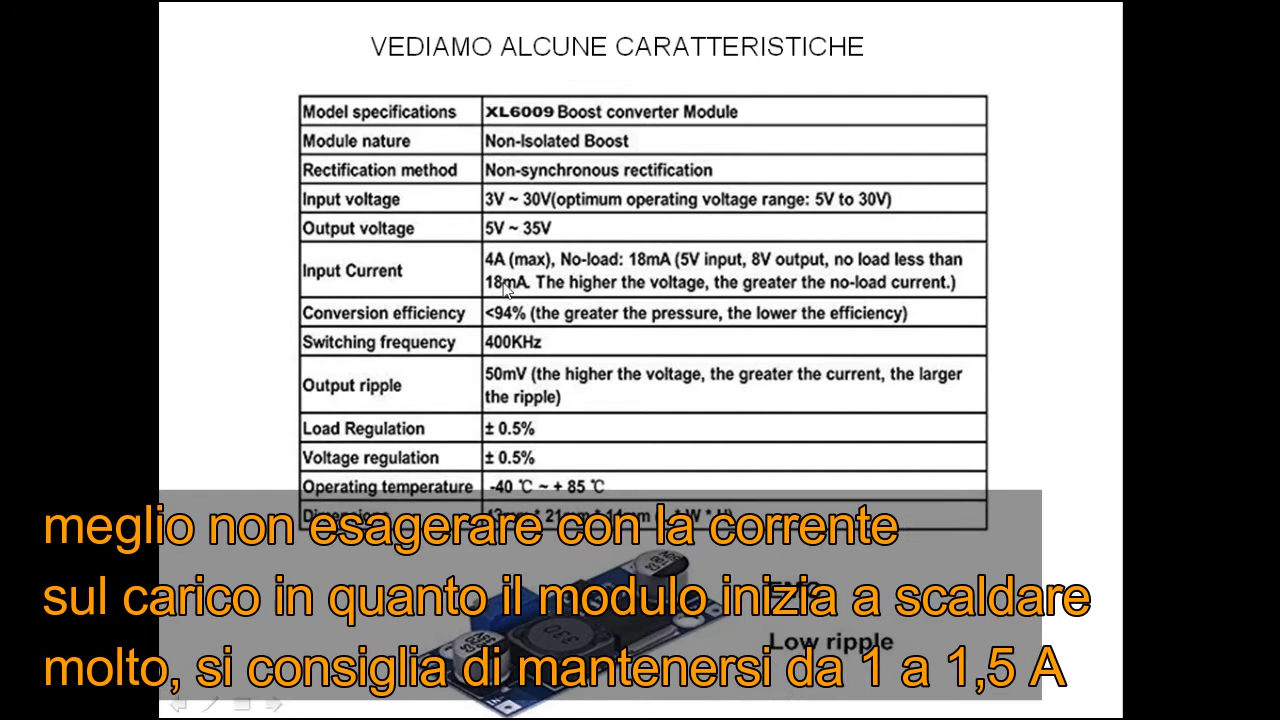 VEDIAMO ALCUNE CARATTERISTICHE
Model specifications XL6009 Boost converter Module
Module nature Non-Isolated Boost
Rectification method Non-synchronous rectification
Input voltage 3V ~ 30V(optimum operating voltage range: 5V to 30V)
Output voltage 5V ~ 35V
Input Current 4A (max), No-load: 18mA (5V input, 8V output, no load less than
18mA. The higher the voltage, the greater the no-load current.)
Conversion efficiency <94% (the greater the pressure, the lower the efficiency)
Switching frequency 400KHz
Output ripple 50mV (the higher the voltage, the greater the current, the larger
the ripple)
Load Regulation ± 0.5%
Voltage regulation ± 0.5%
Operating temperature -40 ℃ ~ + 85 ℃
meglio non esagerare con la corrente
sul carico in quanto il modulo inizia a scaldare
molto, si consiglia di mantenersi da 1 a 1,5 A
Low ripple
330